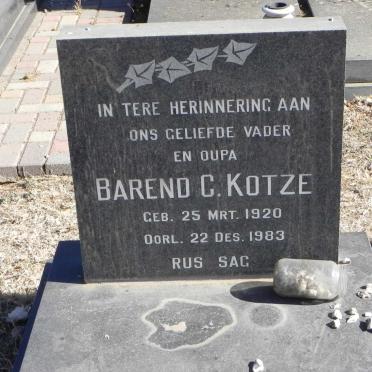 IN TERE HERINNERING AAN
ONS GELIEFDE VADER
EN OUPA
BAREND C. KOTZE
GEB. 25 MRT. 1920
OORL. 22 DES. 1983
RUS SAG